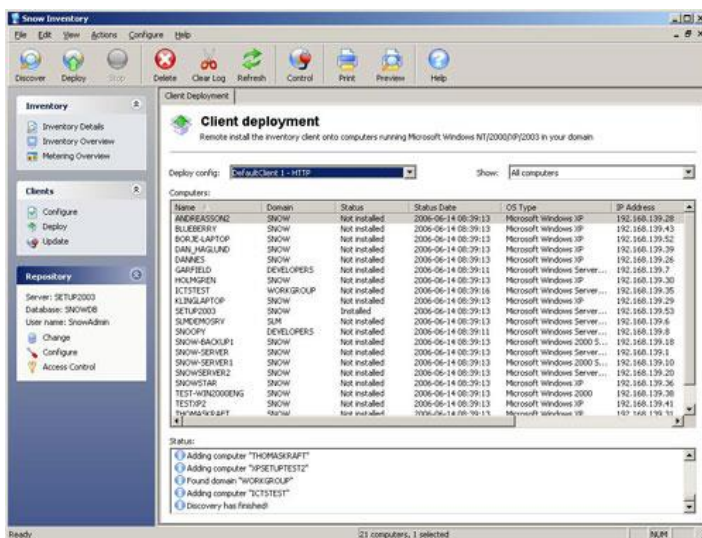 Snow Inventory
File Edit View Actions Configure Help
Discover Deploy Stop Delete Clear Log Refresh Control Print Preview Help
Inventory
Inventory Details
Inventory Overview
Metering Overview
Clients
Configure
Deploy
Update
Repository
Server: SETUP2003
Database: SNOWDB
User name: SnowAdmin
Change
Configure
Access Control
Client Deployment
Client deployment
Remote install the inventory client onto computers running Microsoft Windows NT/2000/XP/2003 in your domain
Deploy config: DefaultClient 1 - HTTP Show: All computers
Computers:
Name Domain Status Status Date OS Type IP Address
ANDREASSON2 SNOW Not installed 2006-06-14 08:39:13 Microsoft Windows XP 192.168.139.28
BLUEBERRY SNOW Not installed 2006-06-14 08:39:13 Microsoft Windows XP 192.168.139.43
BORJE-LAPTOP SNOW Not installed 2006-06-14 08:39:13 Microsoft Windows XP 192.168.139.52
DAN_HAGLUND SNOW Not installed 2006-06-14 08:39:13 Microsoft Windows XP 192.168.139.39
DANNES SNOW Not installed 2006-06-14 08:39:13 Microsoft Windows XP 192.168.139.26
GARFIELD DEVELOPERS Not installed 2006-06-14 08:39:11 Microsoft Windows Server... 192.168.139.7
HOLMGREN SNOW Not installed 2006-06-14 08:39:13 Microsoft Windows XP 192.168.139.30
ICTSTEST WORKGROUP Not installed 2006-06-14 08:39:16 Microsoft Windows Server... 192.168.139.35
KLINGLAPTOP SNOW Not installed 2006-06-14 08:39:13 Microsoft Windows XP 192.168.139.29
SETUP2003 SNOW Installed 2006-06-14 08:39:13 Microsoft Windows Server... 192.168.139.53
SLMDEMOSRV SLM Not installed 2006-06-14 08:39:13 Microsoft Windows Server... 192.168.139.6
SNOOPY DEVELOPERS Not installed 2006-06-14 08:39:11 Microsoft Windows Server... 192.168.139.8
SNOW-BACKUP1 SNOW Not installed 2006-06-14 08:39:13 Microsoft Windows 2000 S... 192.168.139.18
SNOW-SERVER SNOW Not installed 2006-06-14 08:39:13 Microsoft Windows Server... 192.168.139.1
SNOW-SERVER1 SNOW Not installed 2006-06-14 08:39:13 Microsoft Windows 2000 S... 192.168.139.10
SNOWSERVER2 SNOW Not installed 2006-06-14 08:39:13 Microsoft Windows Server... 192.168.139.20
SNOWSTAR SNOW Not installed 2006-06-14 08:39:13 Microsoft Windows XP 192.168.139.36
TEST-WIN2000ENG SNOW Not installed 2006-06-14 08:39:13 Microsoft Windows 2000 192.168.139.38
TESTXP2 SNOW Not installed 2006-06-14 08:39:13 Microsoft Windows XP 192.168.139.41
THOMASKRAFT SNOW Not installed 2006-06-14 08:39:13 Microsoft Windows XP 192.168.139.31
Status:
Adding computer "THOMASKRAFT"
Adding computer "XPSETUPTEST2"
Found domain "WORKGROUP"
Adding computer "ICTSTEST"
Discovery has finished!
Ready 21 computers, 1 selected NUM